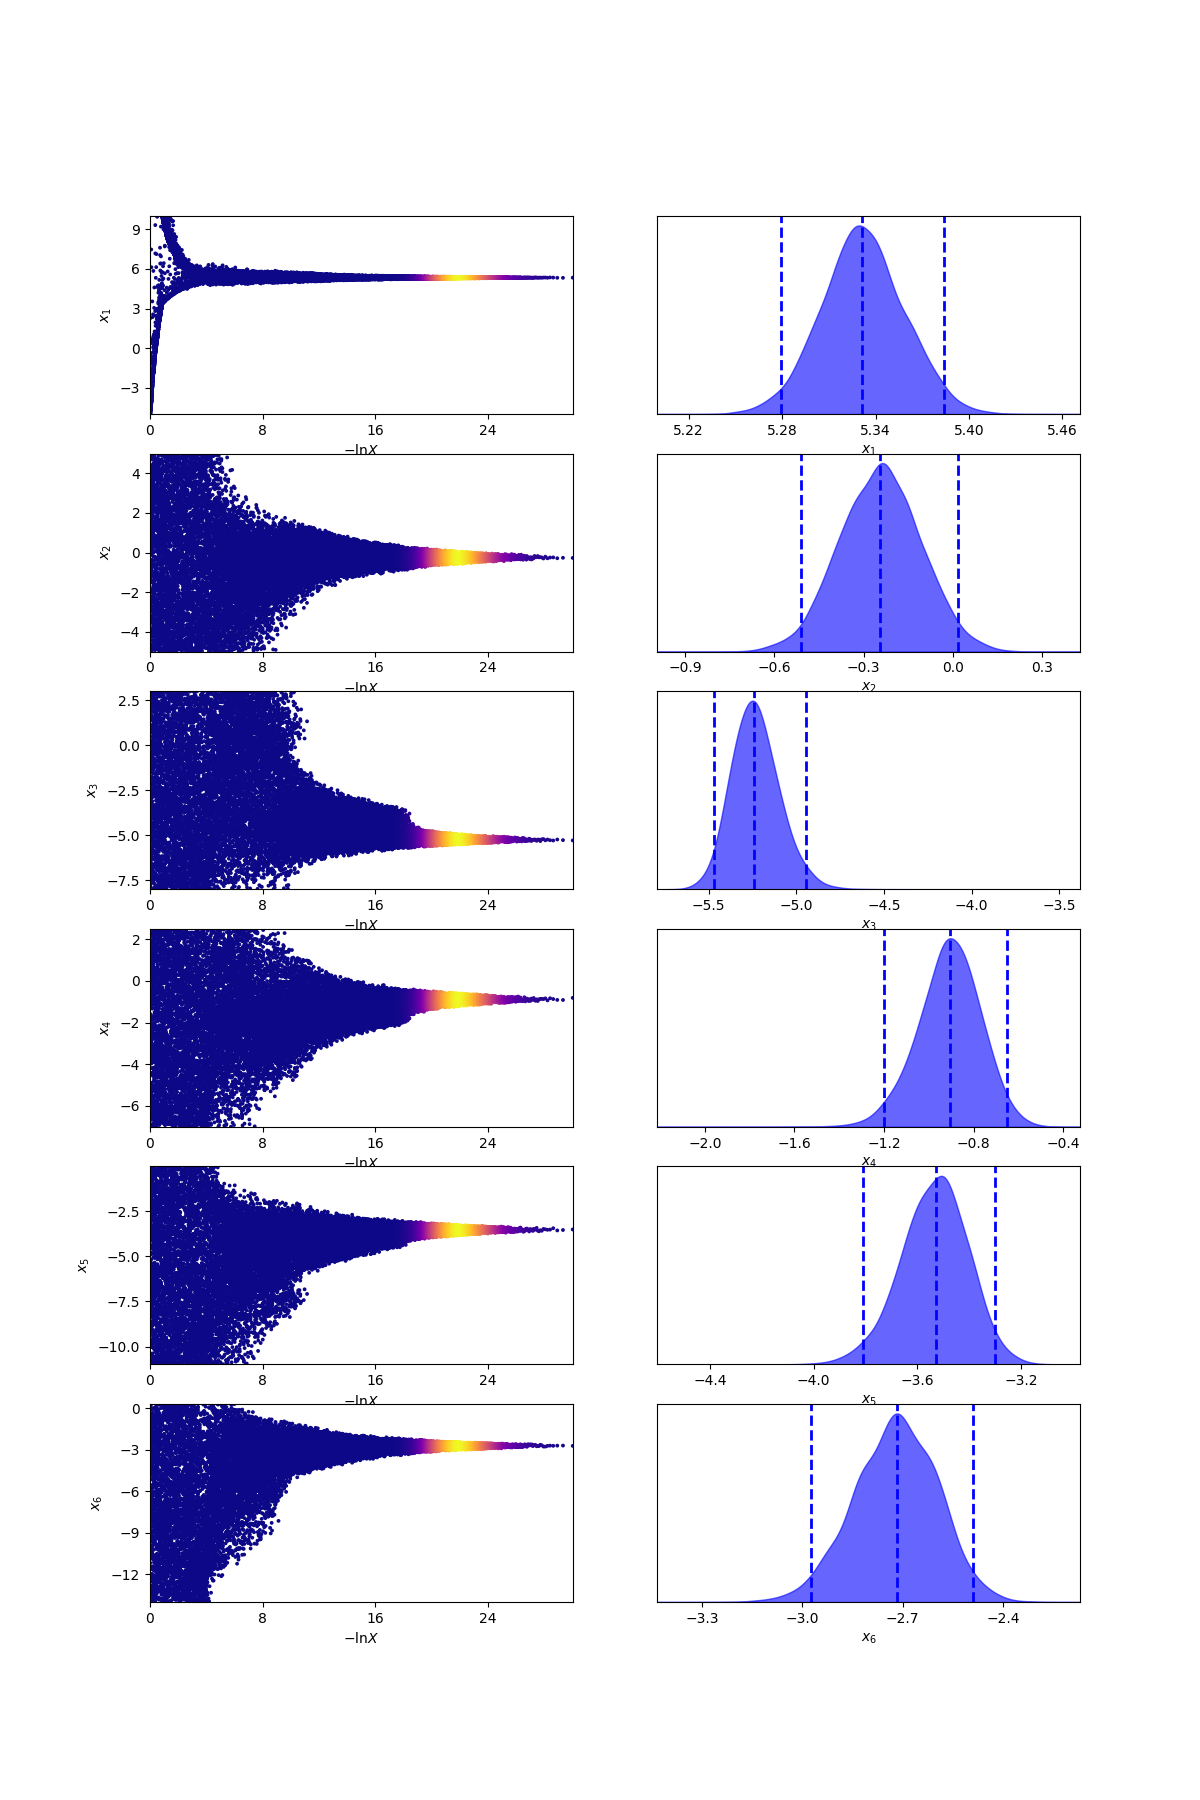 9
6
3
0
−3
x₁
0 8 16 24
−lnX
5.22 5.28 5.34 5.40 5.46
x₁
4
2
0
−2
−4
x₂
0 8 16 24
−lnX
−0.9 −0.6 −0.3 0.0 0.3
x₂
2.5
0.0
−2.5
−5.0
−7.5
x₃
0 8 16 24
−lnX
−5.5 −5.0 −4.5 −4.0 −3.5
x₃
2
0
−2
−4
−6
x₄
0 8 16 24
−lnX
−2.0 −1.6 −1.2 −0.8 −0.4
x₄
−2.5
−5.0
−7.5
−10.0
x₅
0 8 16 24
−lnX
−4.4 −4.0 −3.6 −3.2
x₅
0
−3
−6
−9
−12
x₆
0 8 16 24
−lnX
−3.3 −3.0 −2.7 −2.4
x₆